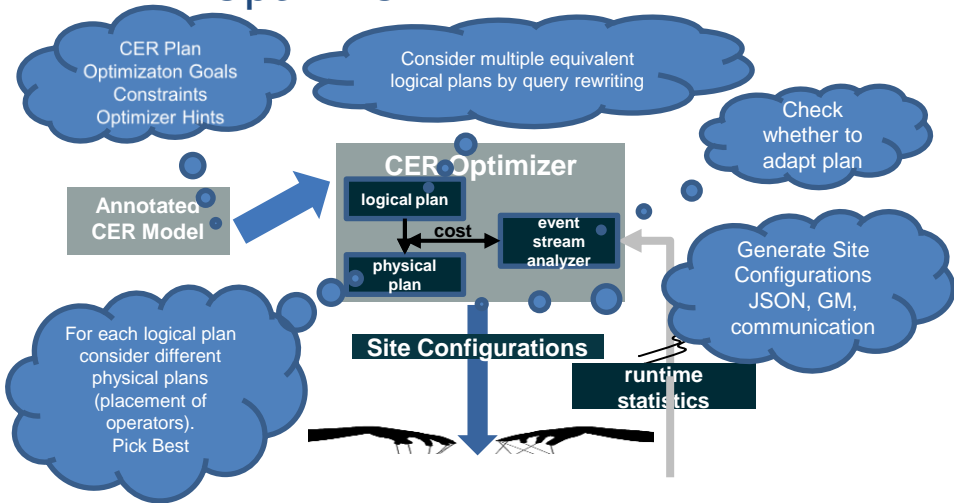 CER Plan
Optimizaton Goals
Constraints
Optimizer Hints
Consider multiple equivalent
logical plans by query rewriting
Check
whether to
adapt plan
CER Optimizer
logical plan
cost
event
stream
analyzer
physical
plan
Annotated
CER Model
Generate Site
Configurations
JSON, GM,
communication
For each logical plan
consider different
physical plans
(placement of
operators).
Pick Best
Site Configurations
runtime
statistics